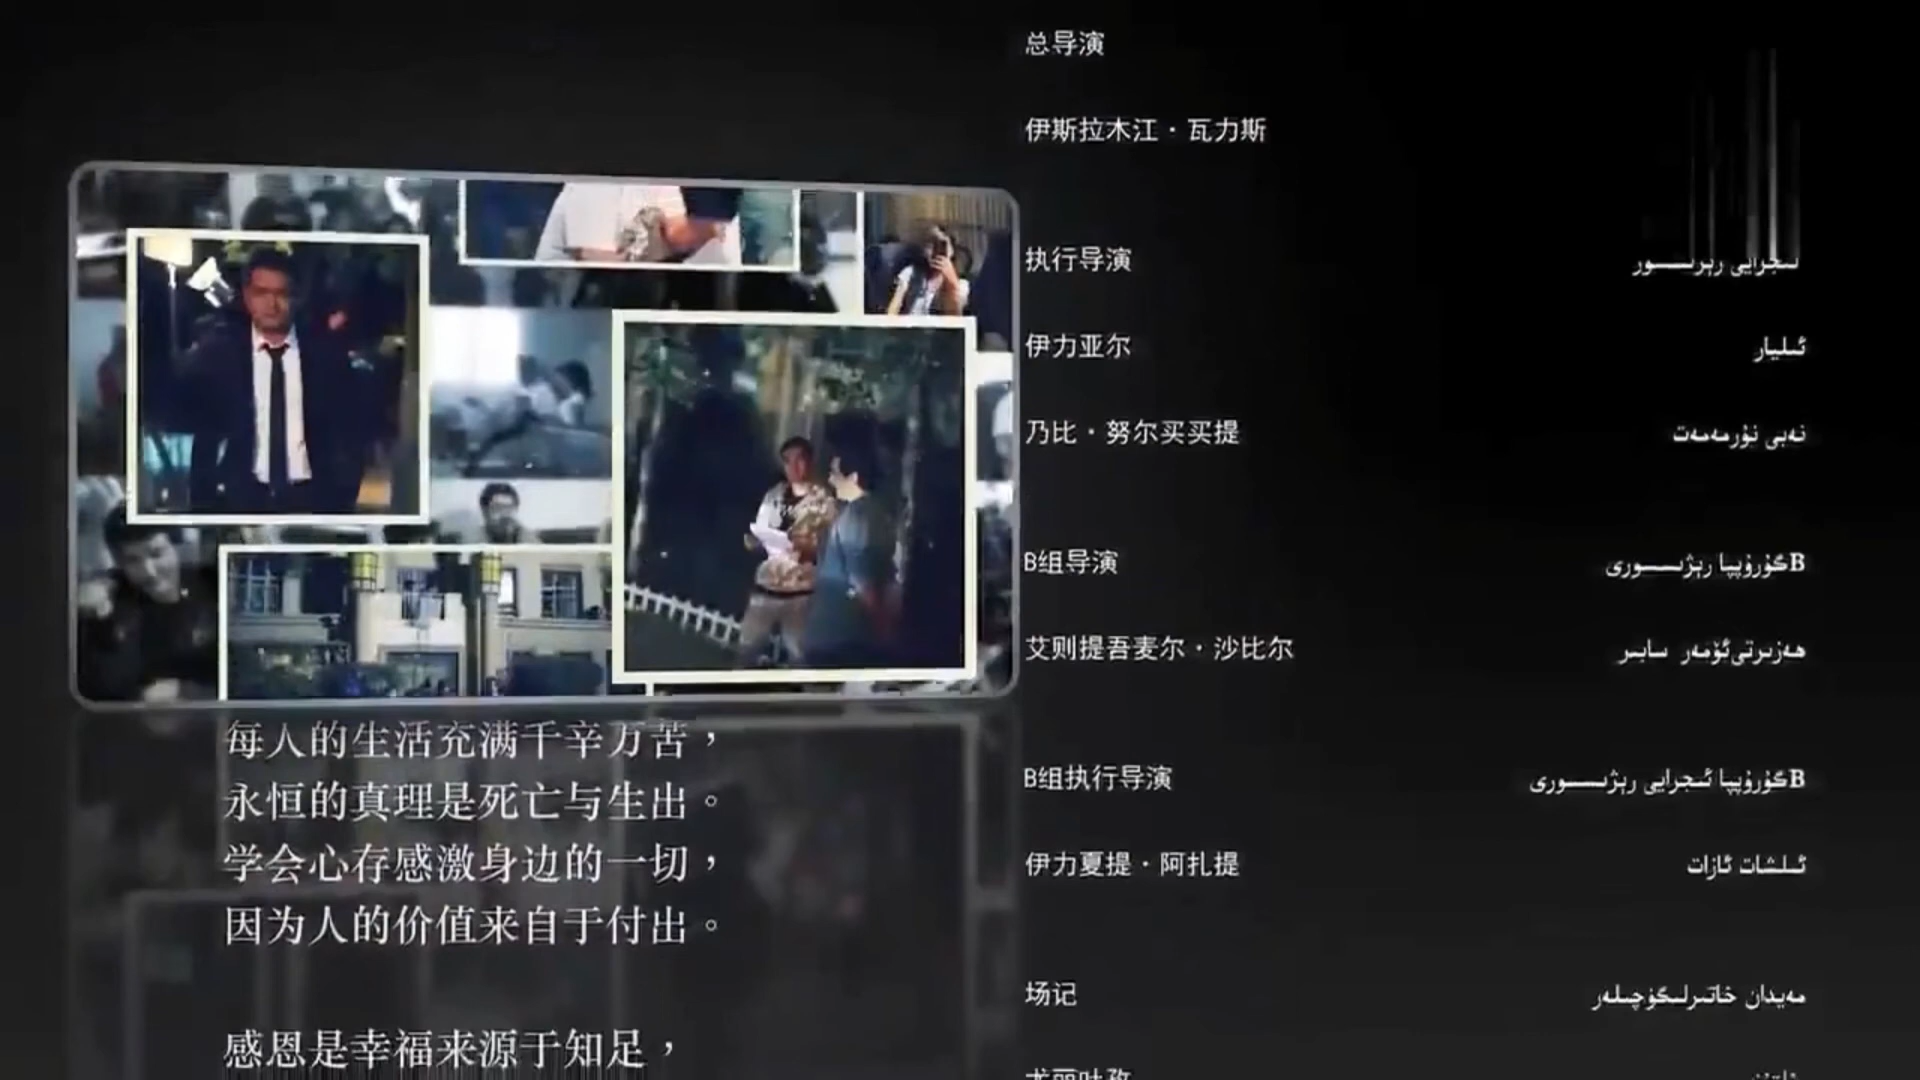 总导演
伊斯拉木江·瓦力斯
执行导演
ئىجرايى رېژىسسور
伊力亚尔
ئىليار
乃比·努尔买买提
نەبى نۇرمەمەت
B组导演
Bگۇرۇپپا رېژىسسورى
艾则提吾麦尔·沙比尔
ھەزىرتىئۆمەر سابىر
B组执行导演
Bگۇرۇپپا ئىجرايى رېژىسسورى
伊力夏提·阿扎提
ئىلشات ئازات
场记
مەيدان خاتىرلىگۈچىلەر
每人的生活充满千辛万苦，
永恒的真理是死亡与生出。
学会心存感激身边的一切，
因为人的价值来自于付出。
感恩是幸福来源于知足，